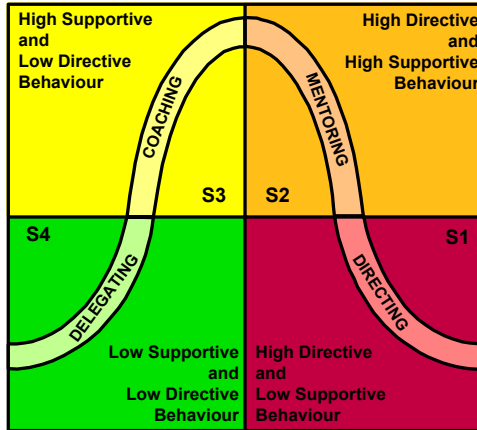 High Supportive
and
Low Directive
Behaviour
High Directive
and
High Supportive
Behaviour
COACHING
MENTORING
S3
S2
S4
S1
DELEGATING
DIRECTING
Low Supportive
and
Low Directive
Behaviour
High Directive
and
Low Supportive
Behaviour